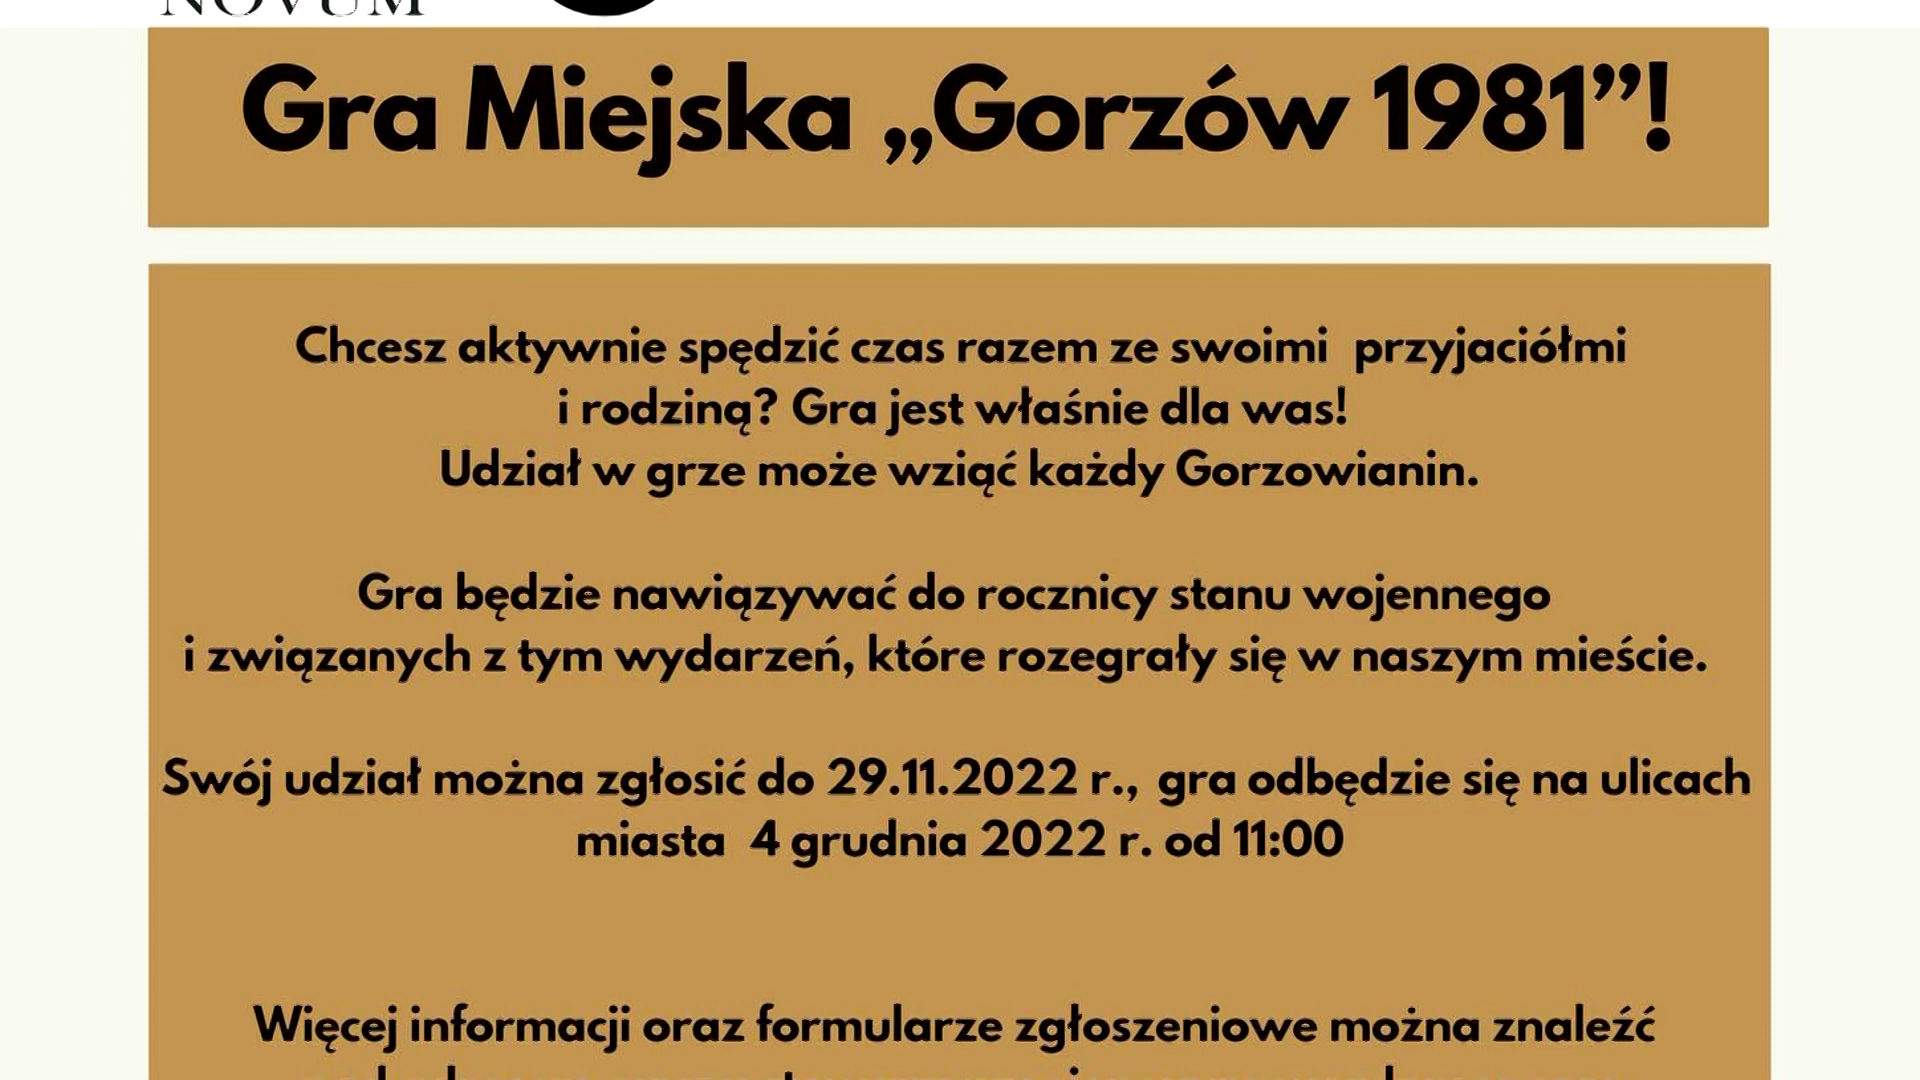 NOVUM
Gra Miejska „Gorzów 1981”!
Chcesz aktywnie spędzić czas razem ze swoimi przyjaciółmi
i rodziną? Gra jest właśnie dla was!
Udział w grze może wziąć każdy Gorzowianin.
Gra będzie nawiązywać do rocznicy stanu wojennego
i związanych z tym wydarzeń, które rozegrały się w naszym mieście.
Swój udział można zgłosić do 29.11.2022 r., gra odbędzie się na ulicach
miasta 4 grudnia 2022 r. od 11:00
Więcej informacji oraz formularze zgłoszeniowe można znaleźć